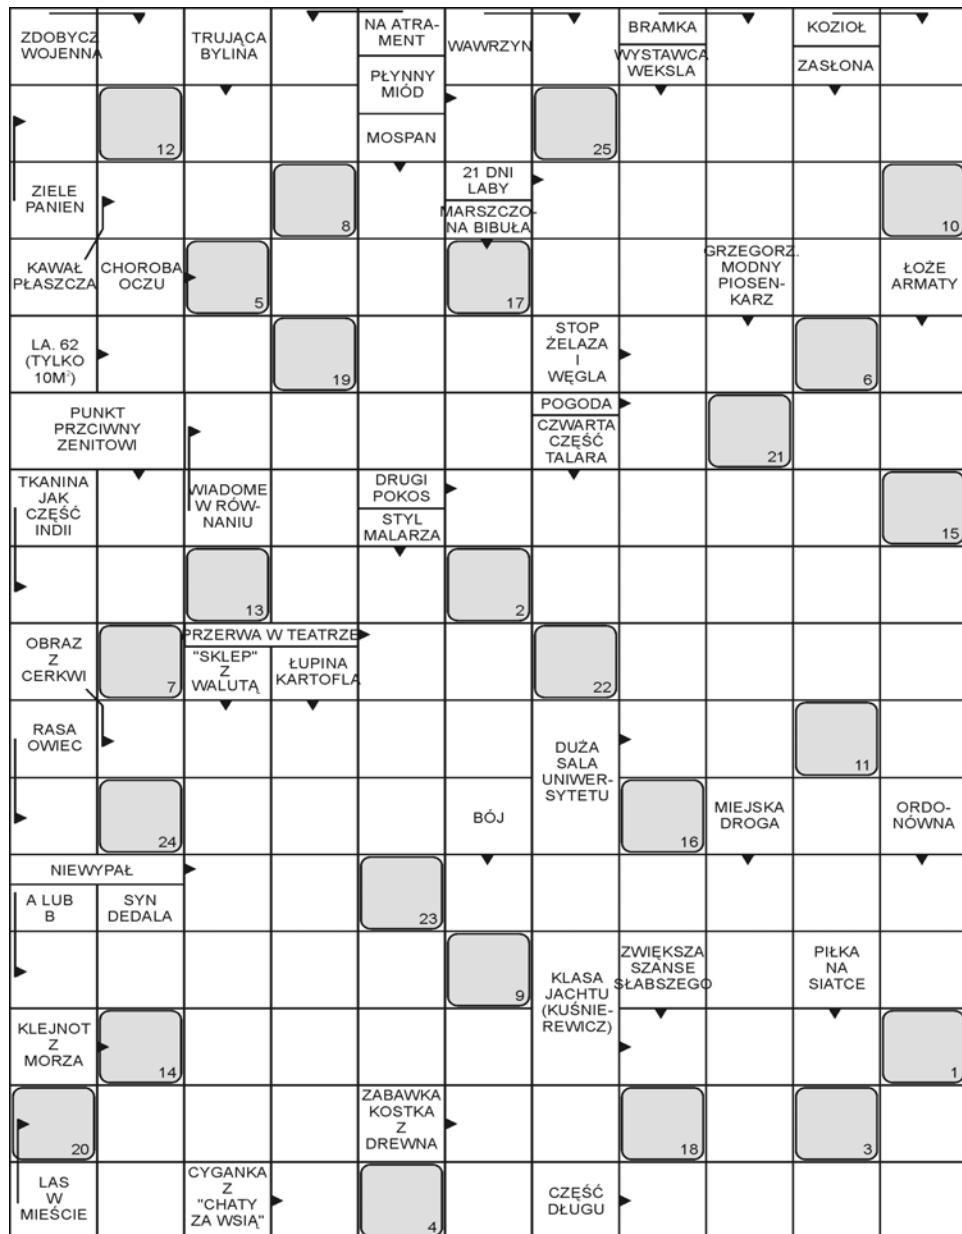 ZDOBYCZ
WOJENNA
TRUJĄCA
BYLINA
NA ATRA-
MENT
PŁYNNY
MIÓD
MOSPAN
WAWRZYN
BRAMKA
WYSTAWCA
WEKSLA
KOZIOŁ
ZASŁONA
12
25
ZIELE
PANIEN
8
21 DNI
LABY
MARSZCZO-
NA BIBUŁA
10
KAWAŁ
PŁASZCZA
CHOROBA
OCZU
5
17
GRZEGORZ.
MODNY
PIOSEN-
KARZ
ŁOŻE
ARMATY
LA. 62
(TYLKO
10M²)
19
STOP
ŻELAZA
I
WĘGLA
6
PUNKT
PRZCIWNY
ZENITOWI
POGODA
CZWARTA
CZĘŚĆ
TALARA
21
TKANINA
JAK
CZĘŚĆ
INDII
WIADOME
W RÓW-
NANIU
DRUGI
POKOS
STYL
MALARZA
15
13
2
OBRAZ
Z
CERKWI
7
PRZERWA W TEATRZE
"SKLEP"
Z
WALUTĄ
ŁUPINA
KARTOFLA
22
RASA
OWIEC
DUŻA
SALA
UNIWER-
SYTETU
11
24
BÓJ
16
MIEJSKA
DROGA
ORDO-
NÓWNA
NIEWYPAŁ
A LUB
B
SYN
DEDALA
23
9
KLASA
JACHTU
(KUŚNIE-
REWICZ)
ZWIĘKSZA
SZANSE
SŁABSZEGO
PIŁKA
NA
SIATCE
KLEJNOT
Z
MORZA
14
1
20
ZABAWKA
KOSTKA
Z
DREWNA
18
3
LAS
W
MIEŚCIE
CYGANKA
Z
"CHATY
ZA WSIĄ"
4
CZĘŚĆ
DŁUGU